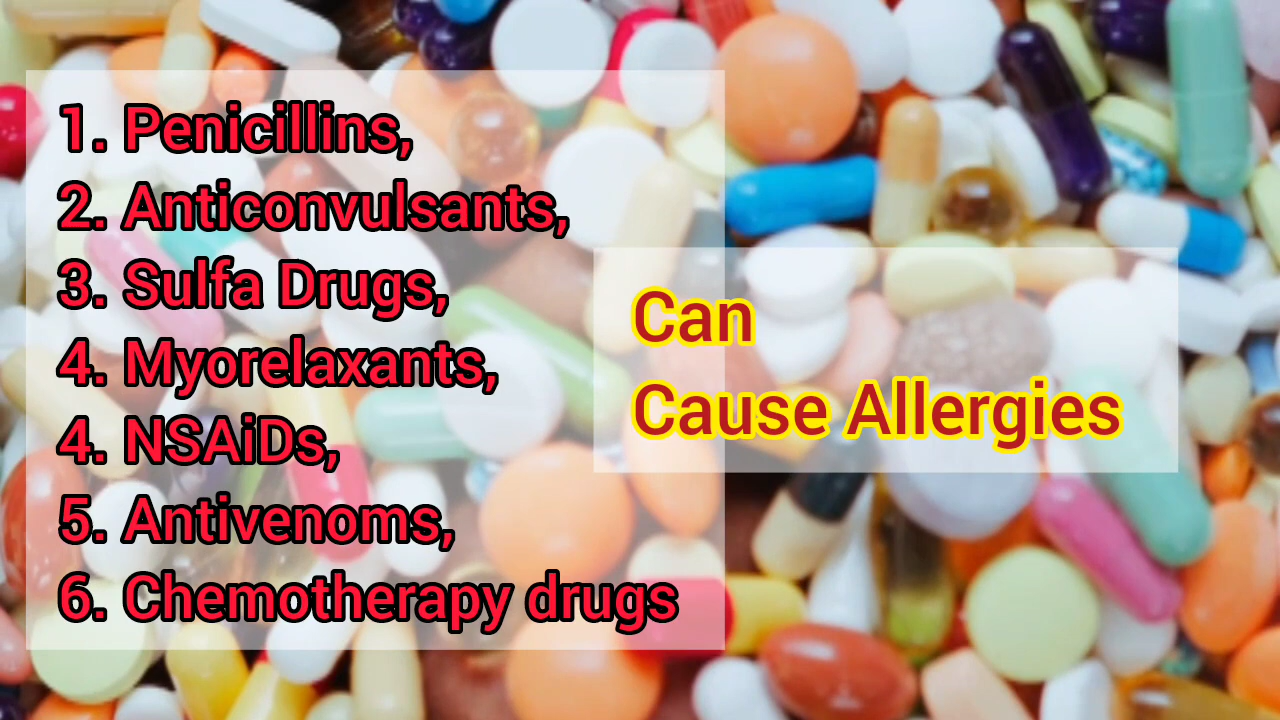 1. Penicillins,
2. Anticonvulsants,
3. Sulfa Drugs,
4. Myorelaxants,
4. NSAiDs,
5. Antivenoms,
6. Chemotherapy drugs
Can
Cause Allergies